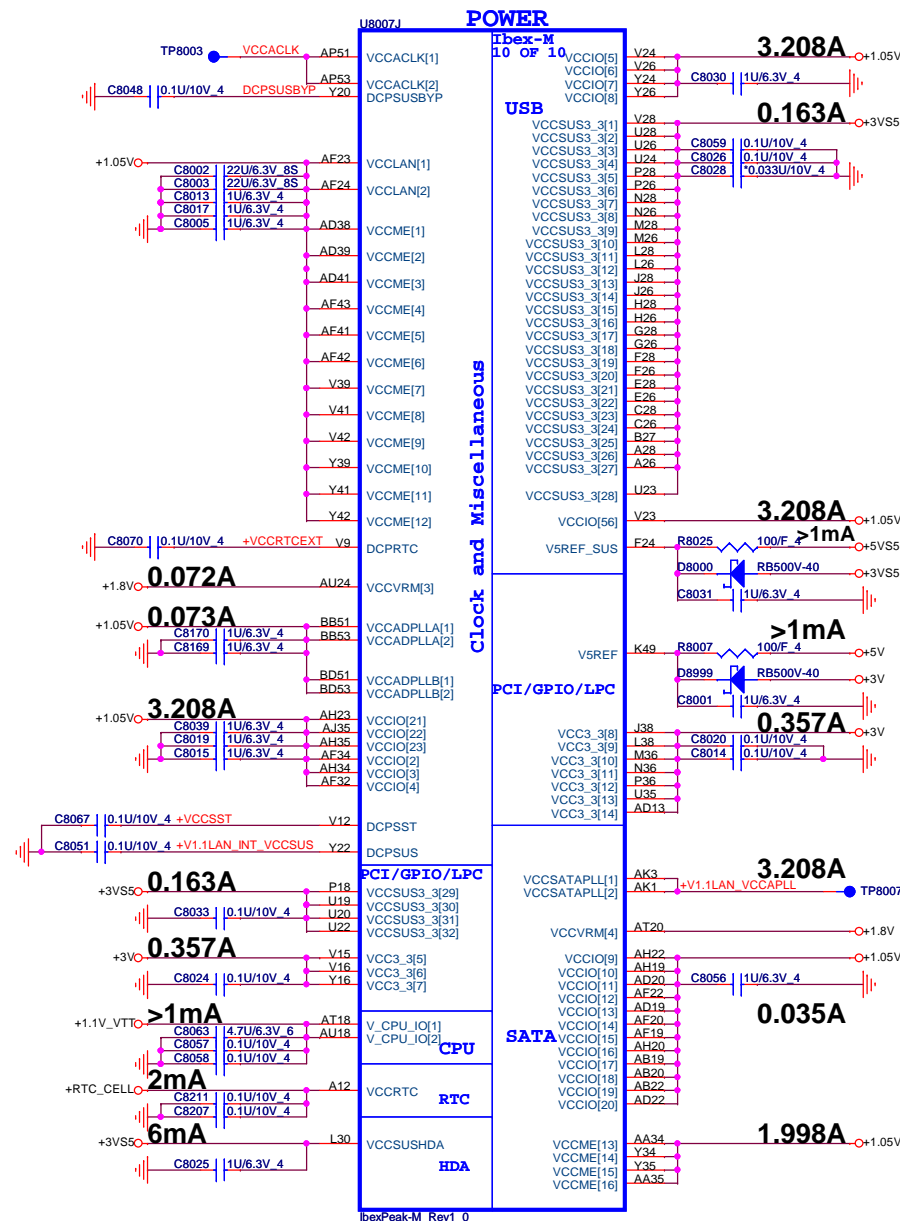 POWER
U8007J
Ibex-M
10 OF 10
TP8003 VCCACLK AP51 VCCACLK[1]
AP53 VCCACLK[2]
C8048 0.1U/10V_4 DCPSUSBYP Y20 DCPSUSBYP
+1.05V AF23 VCCLAN[1]
C8002 22U/6.3V_8S
C8003 22U/6.3V_8S AF24 VCCLAN[2]
C8013 1U/6.3V_4
C8017 1U/6.3V_4
C8005 1U/6.3V_4 AD38 VCCME[1]
AD39 VCCME[2]
AD41 VCCME[3]
AF43 VCCME[4]
AF41 VCCME[5]
AF42 VCCME[6]
V39 VCCME[7]
V41 VCCME[8]
V42 VCCME[9]
Y39 VCCME[10]
Y41 VCCME[11]
Y42 VCCME[12]
C8070 0.1U/10V_4 +VCCRTCEXT V9 DCPRTC
+1.8V 0.072A AU24 VCCVRM[3]
+1.05V 0.073A BB51 VCCADPLLA[1]
C8170 1U/6.3V_4 BB53 VCCADPLLA[2]
C8169 1U/6.3V_4
BD51 VCCADPLLB[1]
BD53 VCCADPLLB[2]
+1.05V 3.208A AH23 VCCIO[21]
C8039 1U/6.3V_4 AJ35 VCCIO[22]
C8019 1U/6.3V_4 AH35 VCCIO[23]
C8015 1U/6.3V_4 AF34 VCCIO[2]
AH34 VCCIO[3]
AF32 VCCIO[4]
C8067 0.1U/10V_4 +VCCSST V12 DCPSST
C8051 0.1U/10V_4 +V1.1LAN_INT_VCCSUS Y22 DCPSUS
PCI/GPIO/LPC
+3VS5 0.163A P18 VCCSUS3_3[29]
U19 VCCSUS3_3[30]
C8033 0.1U/10V_4 U20 VCCSUS3_3[31]
U22 VCCSUS3_3[32]
+3V 0.357A V15 VCC3_3[5]
V16 VCC3_3[6]
C8024 0.1U/10V_4 Y16 VCC3_3[7]
+1.1V_VTT >1mA AT18 V_CPU_IO[1]
C8063 4.7U/6.3V_6 AU18 V_CPU_IO[2]
C8057 0.1U/10V_4 CPU
C8058 0.1U/10V_4
+RTC_CELL 2mA A12 VCCRTC
C8211 0.1U/10V_4 RTC
C8207 0.1U/10V_4
+3VS5 6mA L30 VCCSUSHDA
C8025 1U/6.3V_4 HDA
IbexPeak-M_Rev1_0
Clock and Miscellaneous
VCCIO[5] V24 3.208A +1.05V
VCCIO[6] V26
VCCIO[7] Y24 C8030 1U/6.3V_4
VCCIO[8] Y26
USB
VCCSUS3_3[1] V28 0.163A +3VS5
VCCSUS3_3[2] U28
VCCSUS3_3[3] U26 C8059 0.1U/10V_4
VCCSUS3_3[4] U24 C8026 0.1U/10V_4
VCCSUS3_3[5] P28 C8028 *0.033U/10V_4
VCCSUS3_3[6] P26
VCCSUS3_3[7] N28
VCCSUS3_3[8] N26
VCCSUS3_3[9] M28
VCCSUS3_3[10] M26
VCCSUS3_3[11] L28
VCCSUS3_3[12] L26
VCCSUS3_3[13] J28
VCCSUS3_3[14] J26
VCCSUS3_3[15] H28
VCCSUS3_3[16] H26
VCCSUS3_3[17] G28
VCCSUS3_3[18] G26
VCCSUS3_3[19] F28
VCCSUS3_3[20] F26
VCCSUS3_3[21] E28
VCCSUS3_3[22] E26
VCCSUS3_3[23] C28
VCCSUS3_3[24] C26
VCCSUS3_3[25] B27
VCCSUS3_3[26] A28
VCCSUS3_3[27] A26
VCCSUS3_3[28] U23
VCCIO[56] V23 3.208A +1.05V
V5REF_SUS F24 R8025 100/F_4 >1mA +5VS5
D8000 RB500V-40 +3VS5
C8031 1U/6.3V_4
V5REF K49 R8007 100/F_4 >1mA +5V
PCI/GPIO/LPC D8999 RB500V-40 +3V
C8001 1U/6.3V_4
VCC3_3[8] J38 0.357A +3V
VCC3_3[9] L38 C8020 0.1U/10V_4
VCC3_3[10] M36 C8014 0.1U/10V_4
VCC3_3[11] N36
VCC3_3[12] P36
VCC3_3[13] U35
VCC3_3[14] AD13
VCCSATAPLL[1] AK3 3.208A
VCCSATAPLL[2] AK1 +V1.1LAN_VCCAPLL TP8007
VCCVRM[4] AT20 +1.8V
VCCIO[9] AH22 +1.05V
VCCIO[10] AH19
VCCIO[11] AD20 C8056 1U/6.3V_4
VCCIO[12] AF22
VCCIO[13] AD19 0.035A
VCCIO[14] AF20
SATA VCCIO[15] AF19
VCCIO[16] AH20
VCCIO[17] AB19
VCCIO[18] AB20
VCCIO[19] AB22
VCCIO[20] AD22
VCCME[13] AA34 1.998A +1.05V
VCCME[14] Y34
VCCME[15] Y35
VCCME[16] AA35